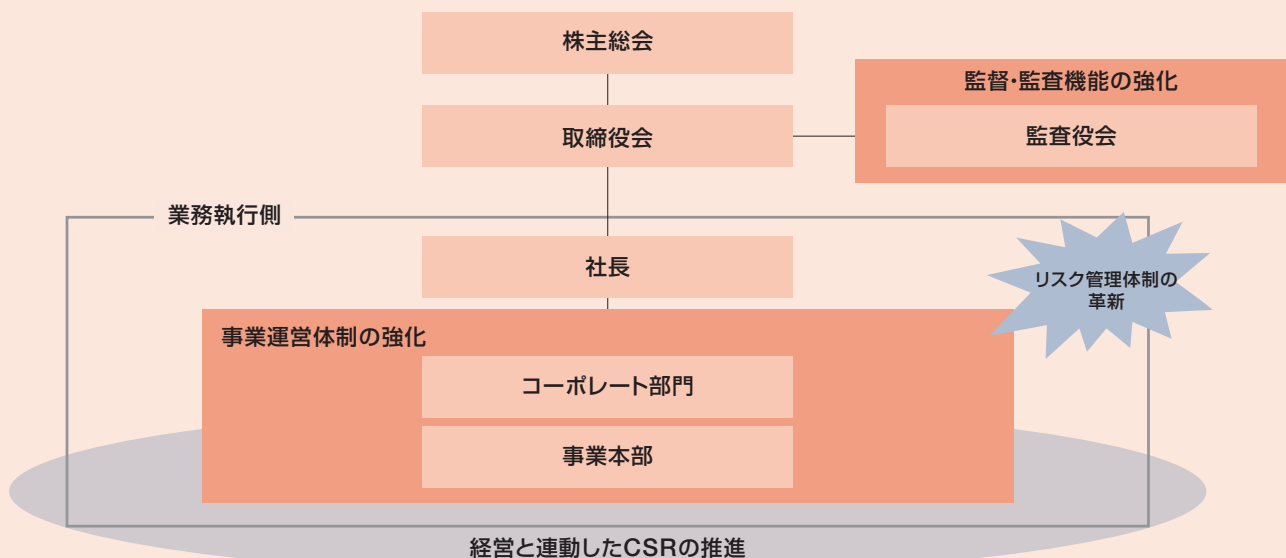 株主総会
監督・監査機能の強化
取締役会
監査役会
業務執行側
社長
リスク管理体制の
革新
事業運営体制の強化
コーポレート部門
事業本部
経営と連動したCSRの推進